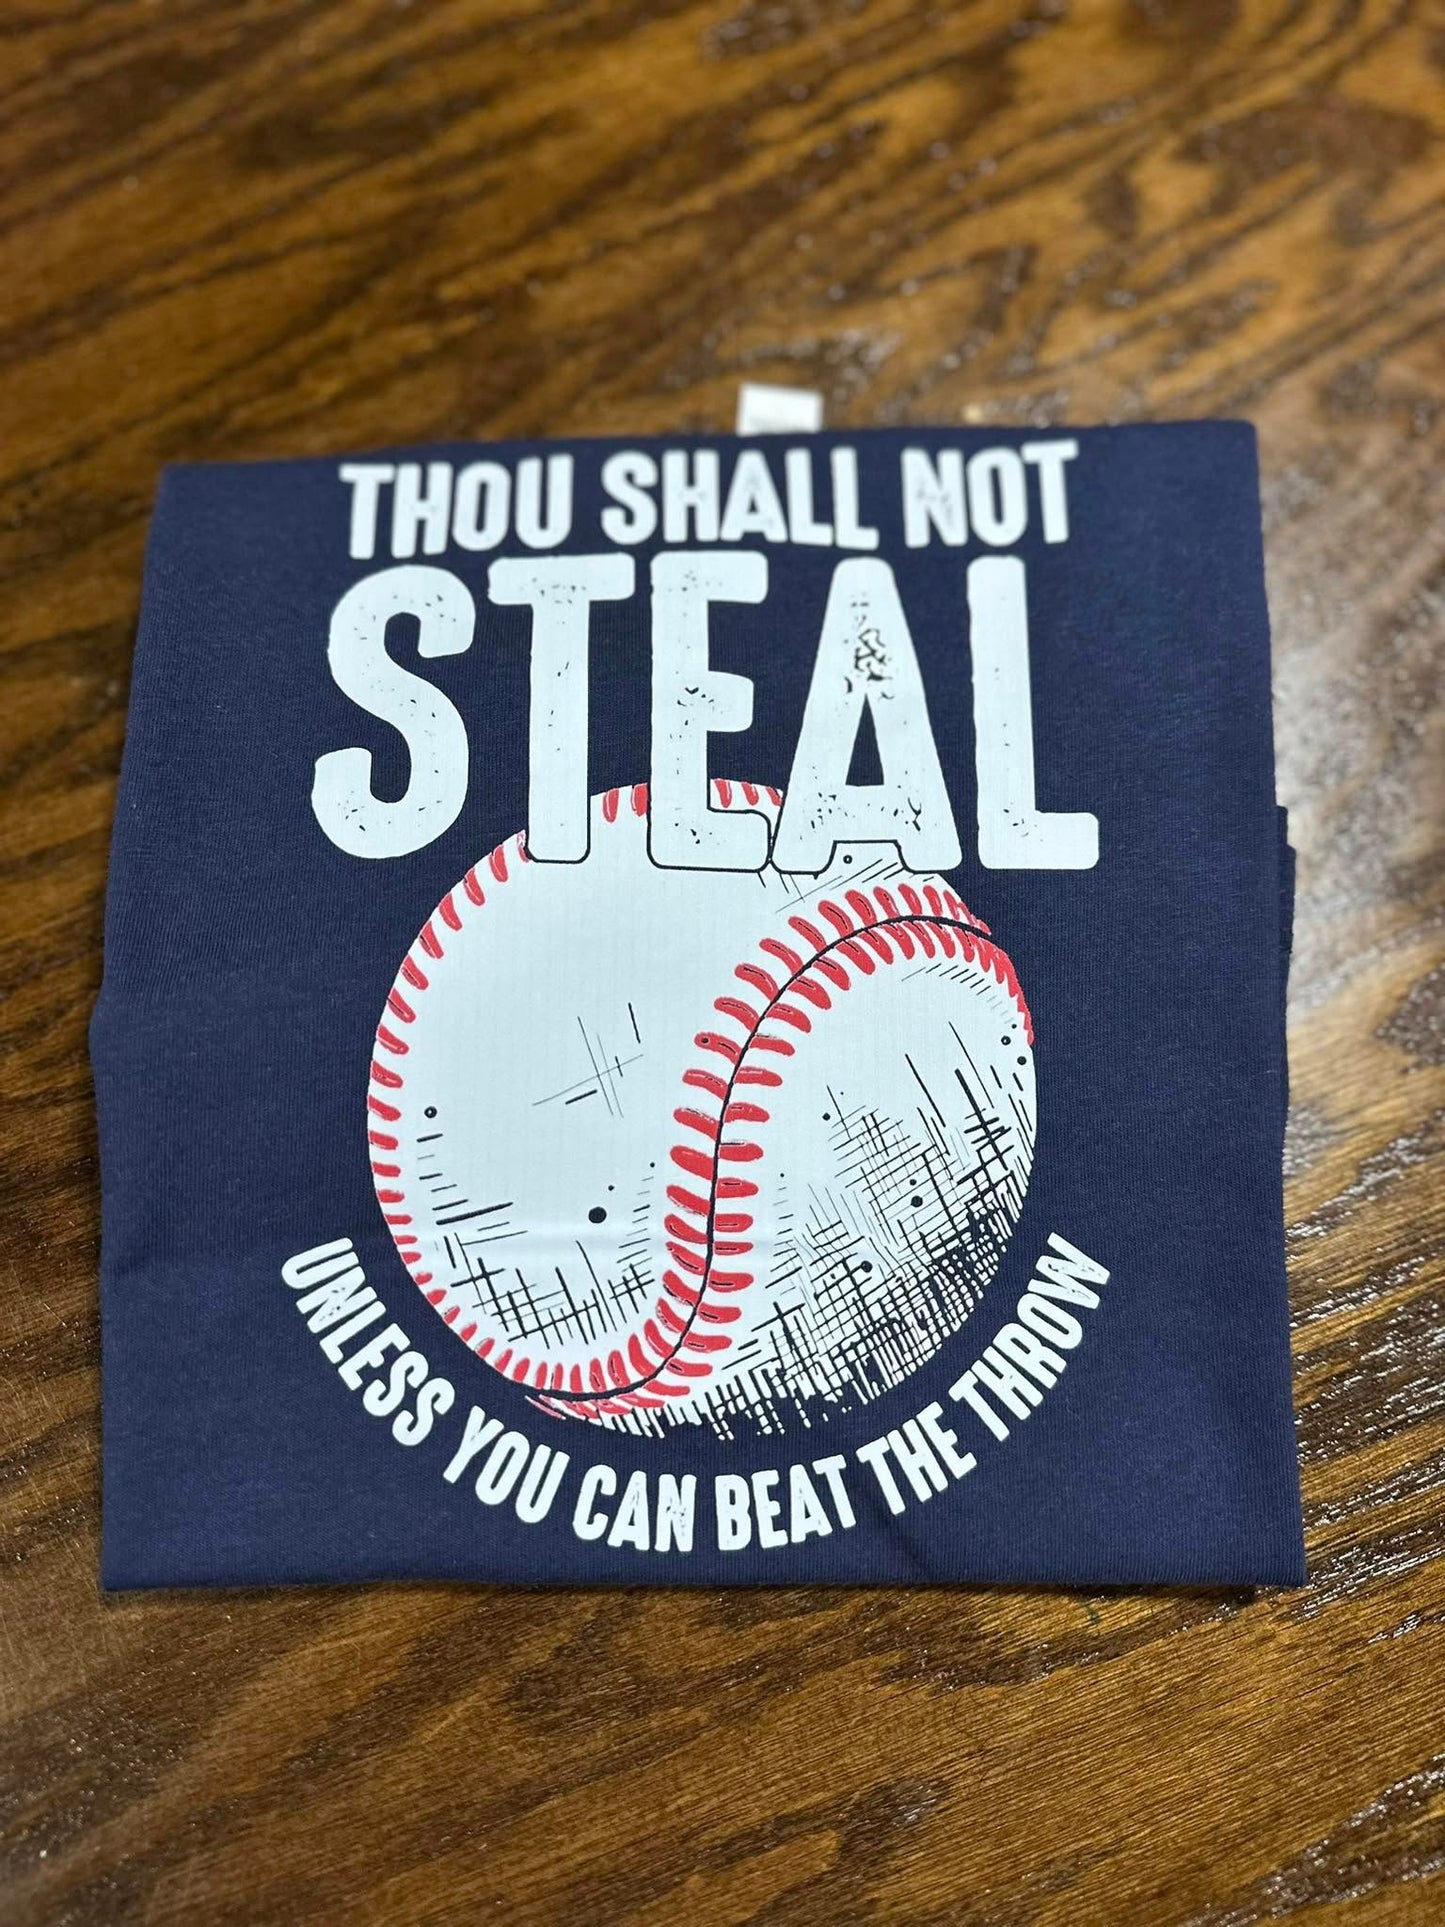 THOU SHALL NOT
STEAL
UNLESS YOU CAN BEAT THE THROW